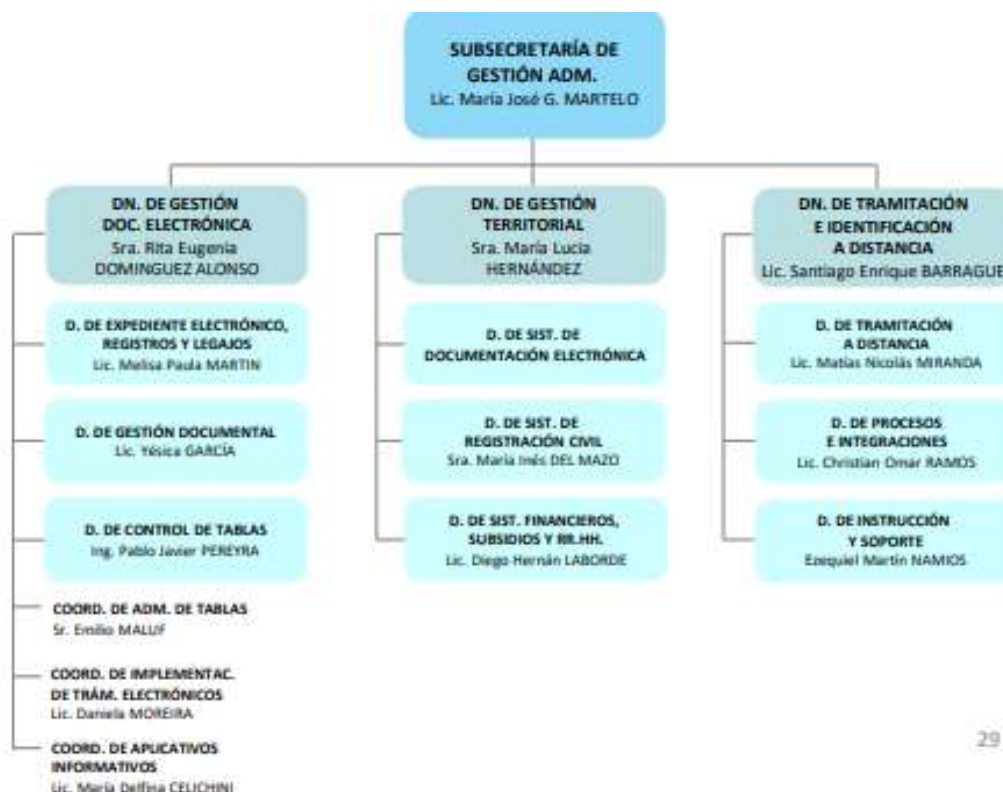 SUBSECRETARÍA DE
GESTIÓN ADM.
Lic. María José G. MARTELO
DN. DE GESTIÓN
DOC. ELECTRÓNICA
Sra. Rita Eugenia
DOMINGUEZ ALONSO
D. DE EXPEDIENTE ELECTRÓNICO,
REGISTROS Y LEGAJOS
Lic. Melisa Paula MARTIN
D. DE GESTIÓN DOCUMENTAL
Lic. Yésica GARCÍA
D. DE CONTROL DE TABLAS
Ing. Pablo Javier PEREYRA
COORD. DE ADM. DE TABLAS
Sr. Emilio MALUF
COORD. DE IMPLEMENTAC.
DE TRÁM. ELECTRÓNICOS
Lic. Daniela MOREIRA
COORD. DE APLICATIVOS
INFORMATIVOS
Lic. María Delfina CELICHINI
DN. DE GESTIÓN
TERRITORIAL
Sra. María Lucía
HERNÁNDEZ
D. DE SIST. DE
DOCUMENTACIÓN ELECTRÓNICA
D. DE SIST. DE
REGISTRACIÓN CIVIL
Sra. María Inés DEL MAZO
D. DE SIST. FINANCIEROS,
SUBSIDIOS Y RR.HH.
Lic. Diego Hernán LABORDE
DN. DE TRAMITACIÓN
E IDENTIFICACIÓN
A DISTANCIA
Lic. Santiago Enrique BARRAGUE
D. DE TRAMITACIÓN
A DISTANCIA
Lic. Matías Nicolás MIRANDA
D. DE PROCESOS
E INTEGRACIONES
Lic. Christian Omar RAMOS
D. DE INSTRUCCIÓN
Y SOPORTE
Ezequiel Martín NAMIOS
29